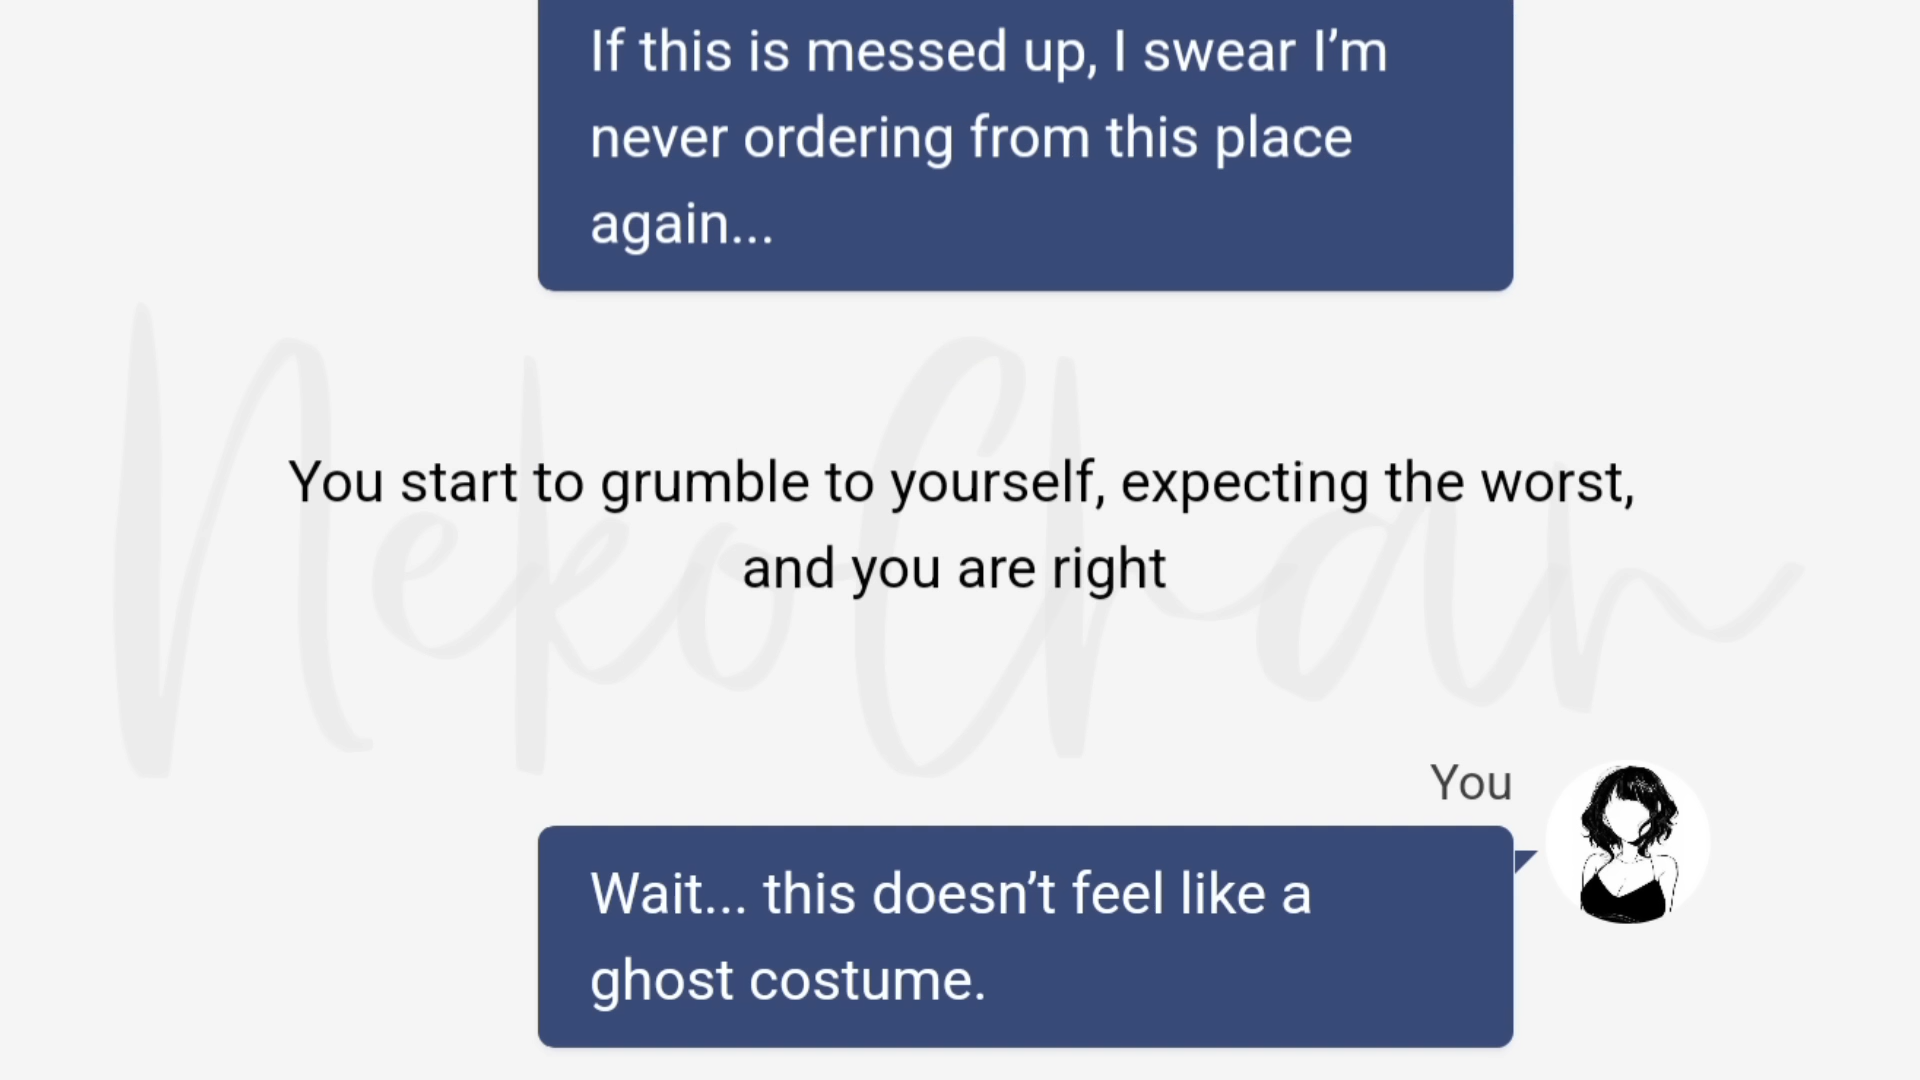 If this is messed up, I swear I’m
never ordering from this place
again...
You start to grumble to yourself, expecting the worst,
and you are right
NekoChan
You
Wait... this doesn’t feel like a
ghost costume.